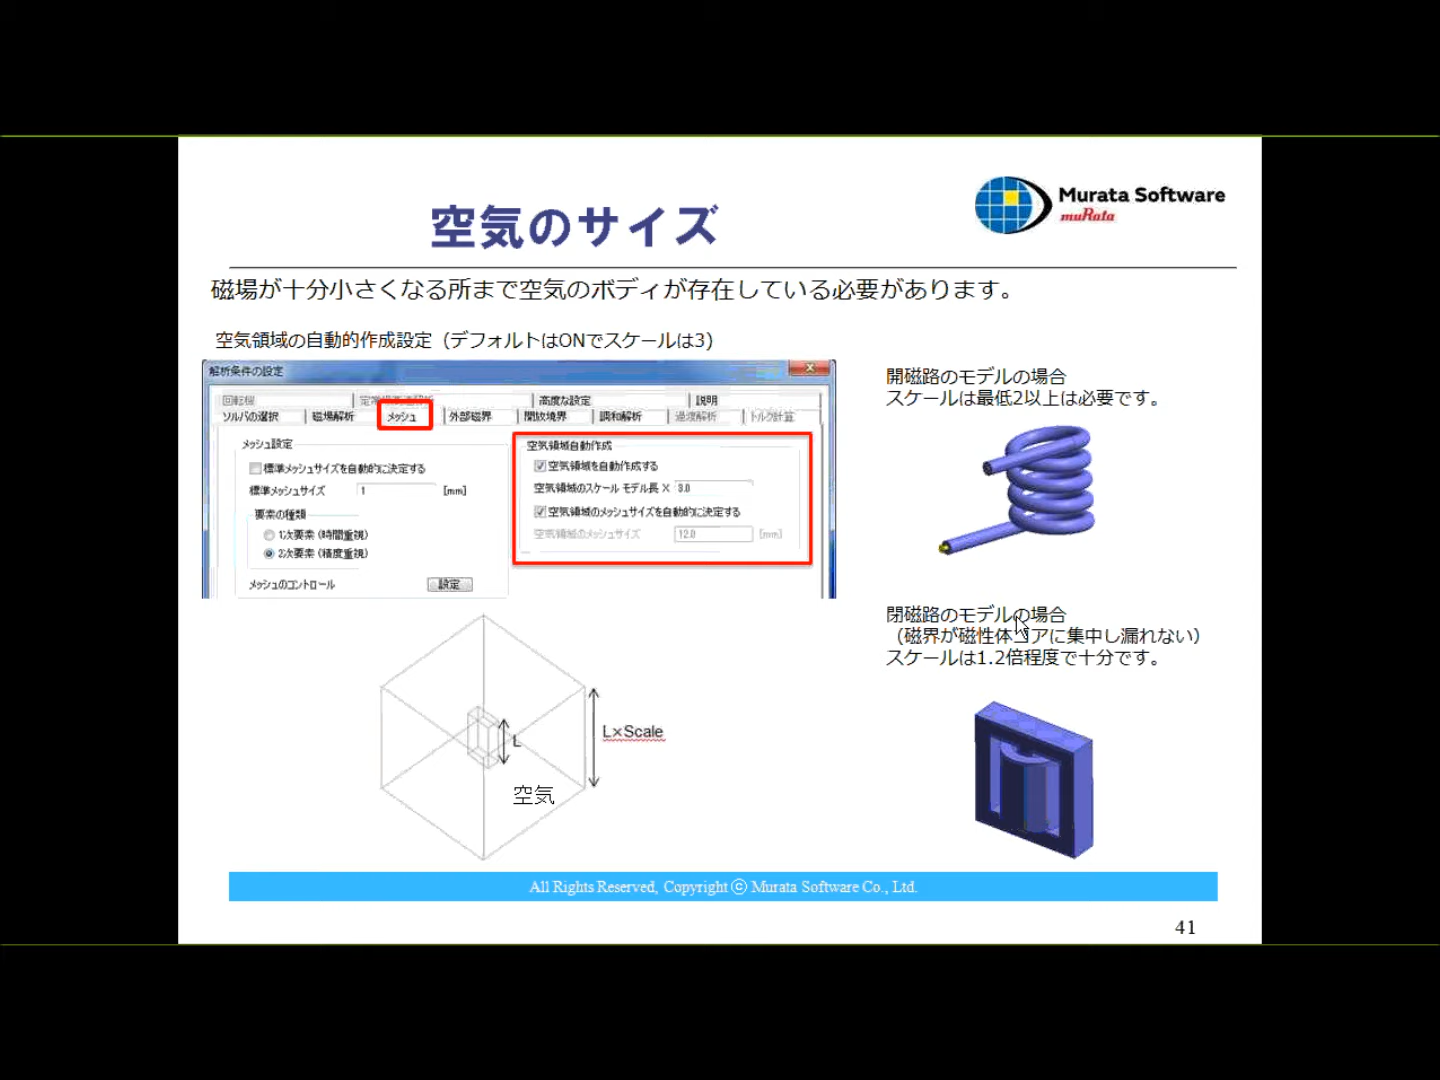 空気のサイズ
Murata Software
muRata
磁場が十分小さくなる所まで空気のボディが存在している必要があります。
空気領域の自動的作成設定（デフォルトはONでスケールは3）
解析条件の設定
回転機
高度な設定
説明
ソルバの選択
磁場解析
メッシュ
外部磁界
開放境界
調和解析
過渡解析
トルク計算
メッシュ設定
標準メッシュサイズを自動的に決定する
標準メッシュサイズ 1 [mm]
要素の種類
1次要素 (時間重視)
2次要素 (精度重視)
メッシュのコントロール 設定
空気領域自動作成
空気領域を自動作成する
空気領域のスケール モデル長 × 3.0
空気領域のメッシュサイズを自動的に決定する
空気領域のメッシュサイズ 12.0 [mm]
開磁路のモデルの場合
スケールは最低2以上は必要です。
閉磁路のモデルの場合
（磁界が磁性体コアに集中し漏れない）
スケールは1.2倍程度で十分です。
L
L×Scale
空気
All Rights Reserved, Copyright ⓒ Murata Software Co., Ltd.
41